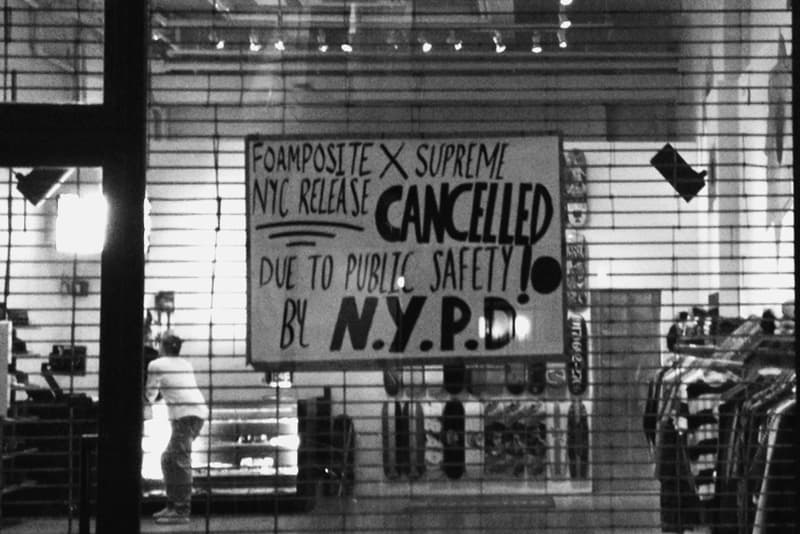 FOAMPOSITE X SUPREME
NYC RELEASE CANCELLED
DUE TO PUBLIC SAFETY!
BY N.Y.P.D.